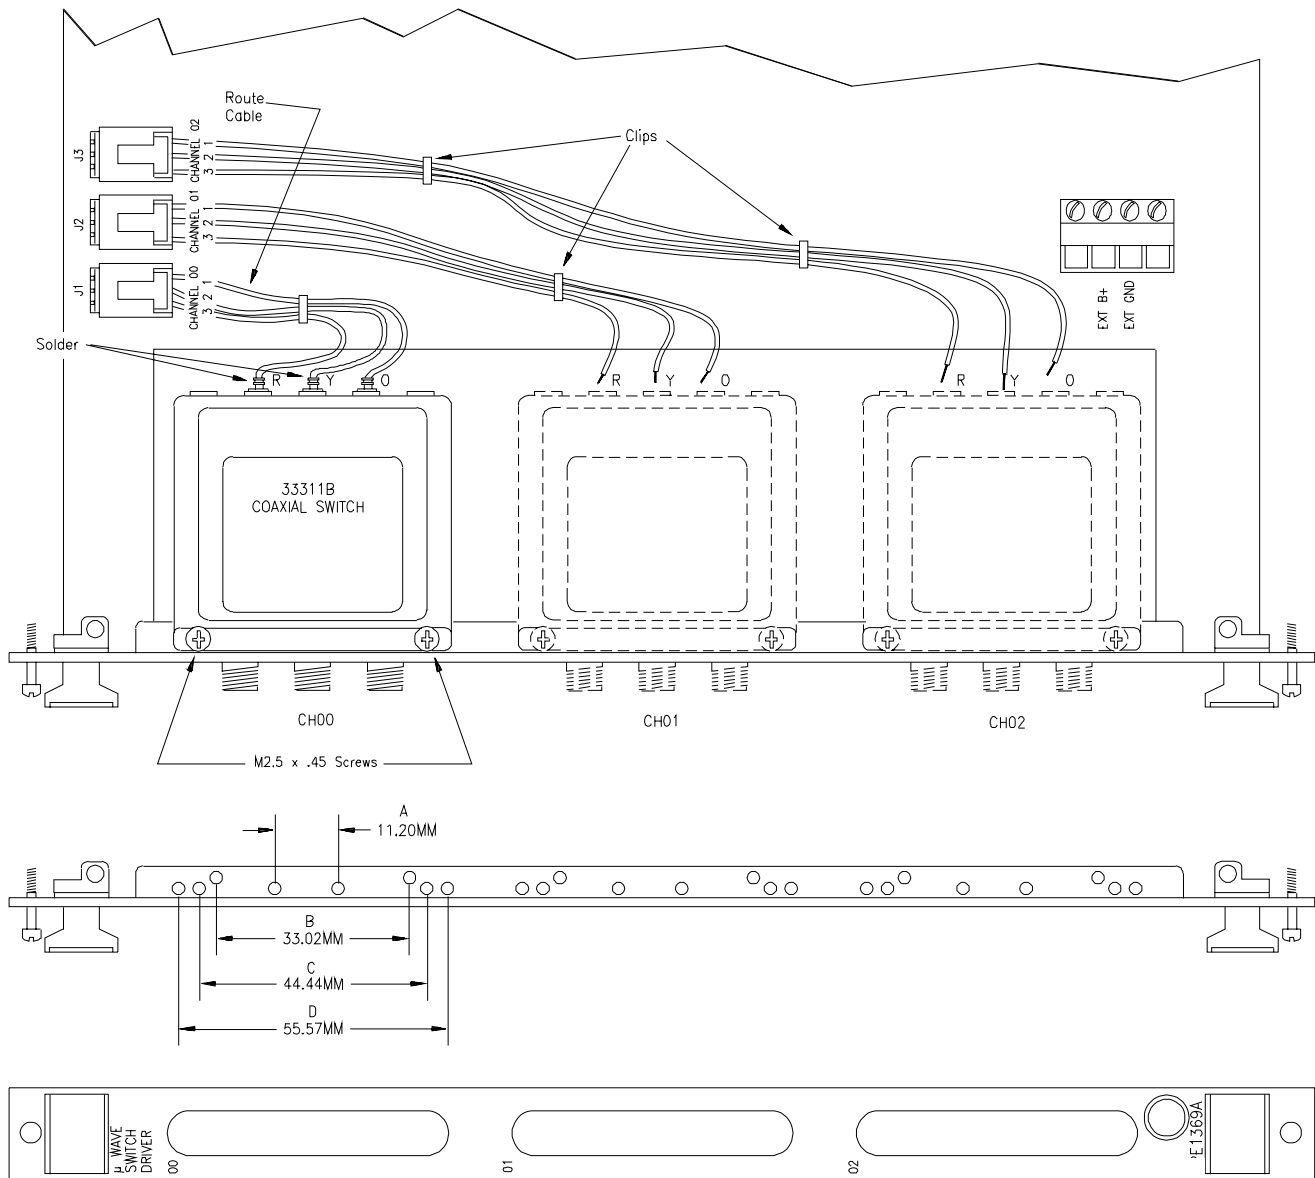 Route
Cable
Clips
J3
CHANNEL 02
1
2
3
J2
CHANNEL 01
1
2
3
J1
CHANNEL 00
1
2
3
EXT B+
EXT GND
Solder
R
Y
O
R
Y
O
R
Y
O
33311B
COAXIAL SWITCH
CH00
CH01
CH02
M2.5 x .45 Screws
A
11.20MM
B
33.02MM
C
44.44MM
D
55.57MM
µ WAVE
SWITCH
DRIVER
00
01
02
E1369A